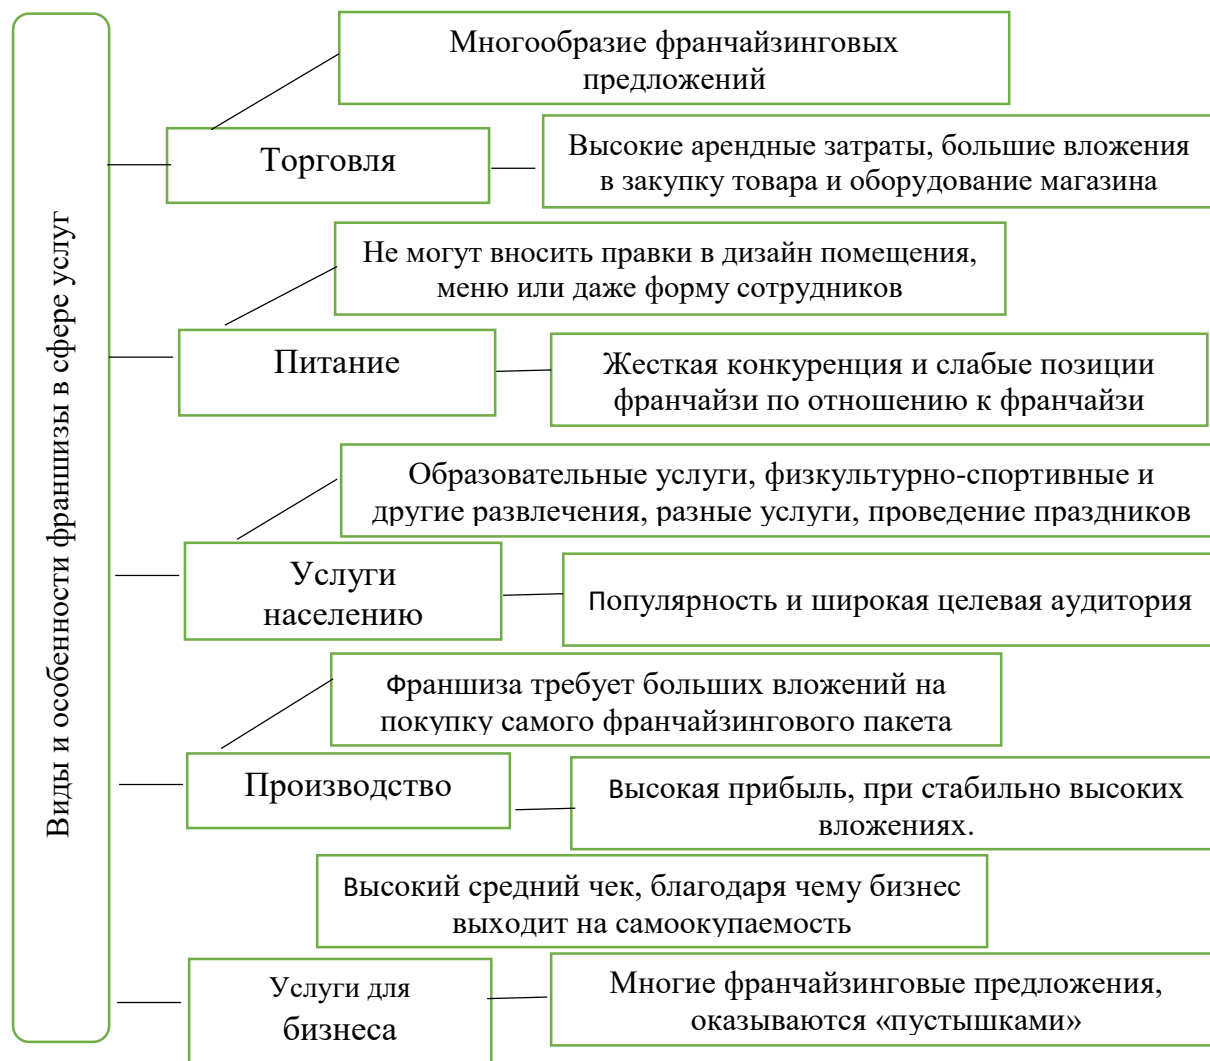 Виды и особенности франшизы в сфере услуг
Многообразие франчайзинговых
предложений
Торговля
Высокие арендные затраты, большие вложения
в закупку товара и оборудование магазина
Не могут вносить правки в дизайн помещения,
меню или даже форму сотрудников
Питание
Жесткая конкуренция и слабые позиции
франчайзи по отношению к франчайзи
Образовательные услуги, физкультурно-спортивные и
другие развлечения, разные услуги, проведение праздников
Услуги
населению
Популярность и широкая целевая аудитория
Франшиза требует больших вложений на
покупку самого франчайзингового пакета
Производство
Высокая прибыль, при стабильно высоких
вложениях.
Высокий средний чек, благодаря чему бизнес
выходит на самоокупаемость
Услуги для
бизнеса
Многие франчайзинговые предложения,
оказываются «пустышками»